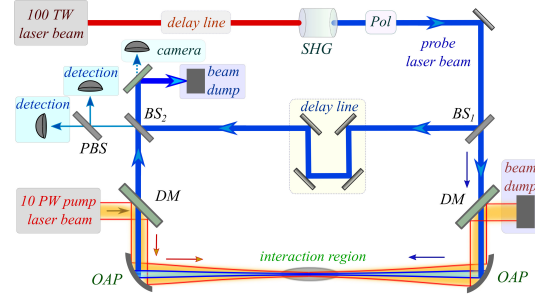 100 TW
laser beam
delay line
SHG
Pol
camera
probe
laser beam
detection
beam
dump
delay line
detection
BS2
BS1
PBS
beam
dump
10 PW pump
laser beam
DM
DM
interaction region
OAP
OAP